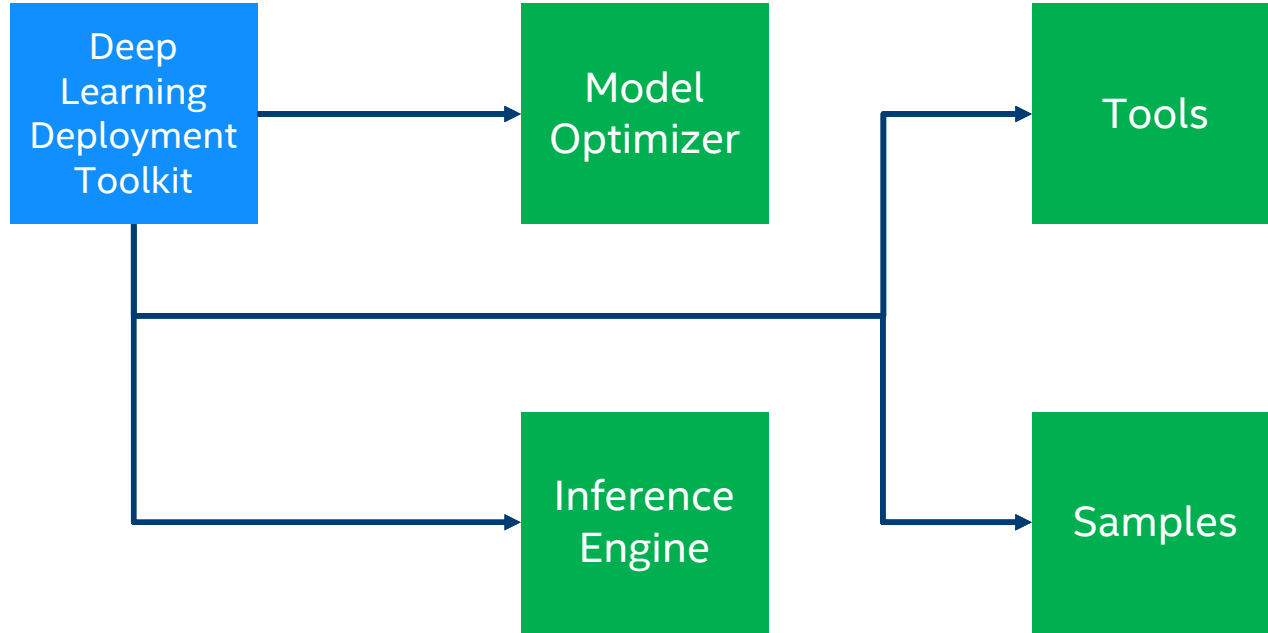 Deep
Learning
Deployment
Toolkit
Model
Optimizer
Tools
Inference
Engine
Samples